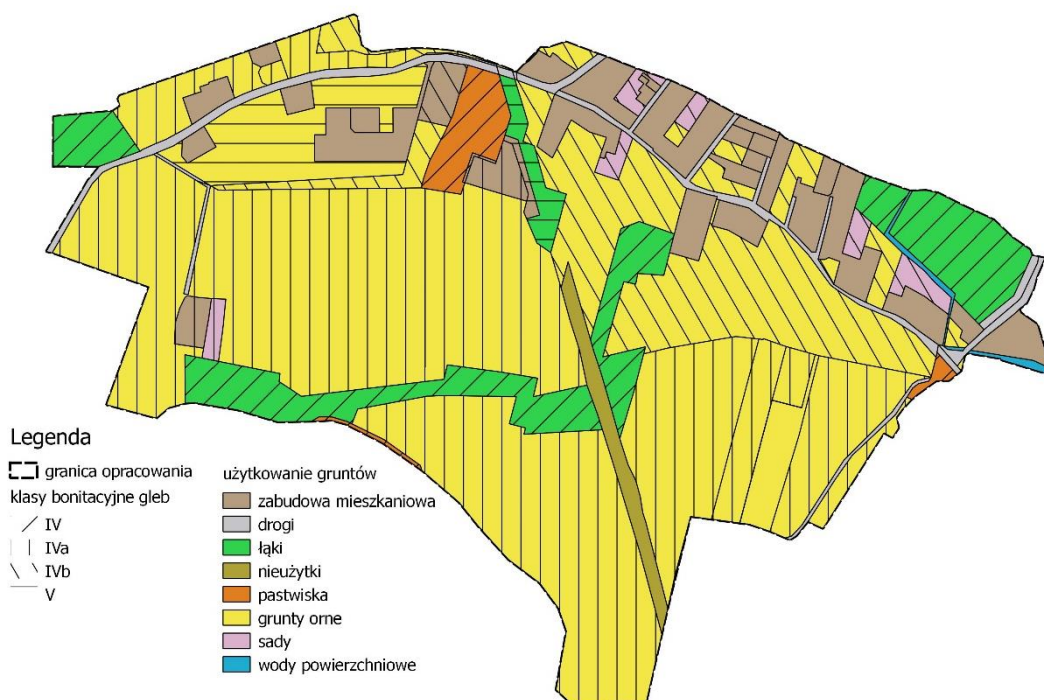 Legenda
granica opracowania
klasy bonitacyjne gleb
IV
IVa
IVb
V
użytkowanie gruntów
zabudowa mieszkaniowa
drogi
łąki
nieużytki
pastwiska
grunty orne
sady
wody powierzchniowe